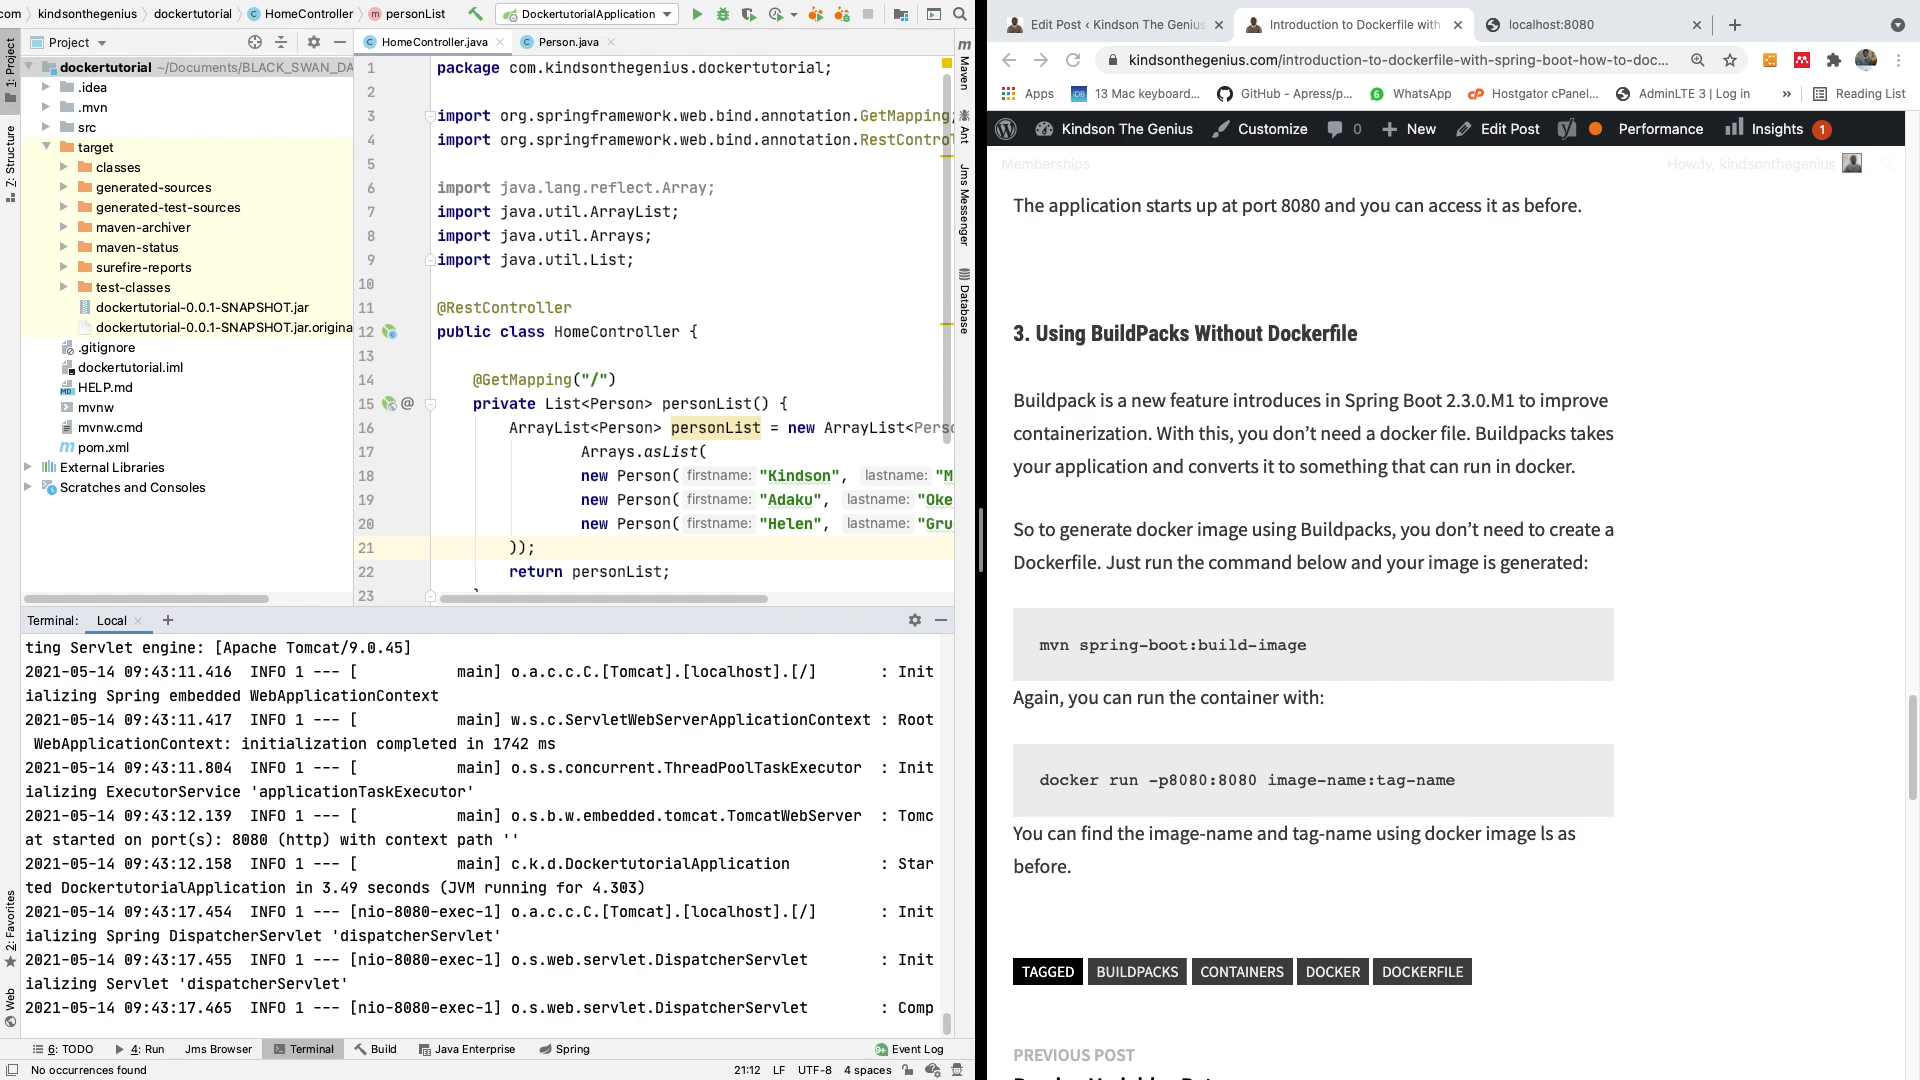 com kindsonthegenius dockertutorial HomeController personList DockertutorialApplication
Project
HomeController.java
Person.java
1: Project
Z: Structure
2: Favorites
Web
dockertutorial ~/Documents/BLACK_SWAN_DA
.idea
.mvn
src
target
classes
generated-sources
generated-test-sources
maven-archiver
maven-status
surefire-reports
test-classes
dockertutorial-0.0.1-SNAPSHOT.jar
dockertutorial-0.0.1-SNAPSHOT.jar.origina
.gitignore
dockertutorial.iml
HELP.md
mvnw
mvnw.cmd
pom.xml
External Libraries
Scratches and Consoles
1 package com.kindsonthegenius.dockertutorial;
2
3 import org.springframework.web.bind.annotation.GetMapping;
4 import org.springframework.web.bind.annotation.RestContro
5
6 import java.lang.reflect.Array;
7 import java.util.ArrayList;
8 import java.util.Arrays;
9 import java.util.List;
10
11 @RestController
12 public class HomeController {
13
14 @GetMapping("/")
15 @ private List<Person> personList() {
16 ArrayList<Person> personList = new ArrayList<Perso
17 Arrays.asList(
18 new Person( firstname: "Kindson", lastname: "M
19 new Person( firstname: "Adaku", lastname: "Oke
20 new Person( firstname: "Helen", lastname: "Gru
21 ));
22 return personList;
23
m Maven
Ant
Jms Messenger
Database
Terminal: Local
ting Servlet engine: [Apache Tomcat/9.0.45]
2021-05-14 09:43:11.416 INFO 1 --- [ main] o.a.c.c.C.[Tomcat].[localhost].[/] : Init
ializing Spring embedded WebApplicationContext
2021-05-14 09:43:11.417 INFO 1 --- [ main] w.s.c.ServletWebServerApplicationContext : Root
WebApplicationContext: initialization completed in 1742 ms
2021-05-14 09:43:11.804 INFO 1 --- [ main] o.s.s.concurrent.ThreadPoolTaskExecutor : Init
ializing ExecutorService 'applicationTaskExecutor'
2021-05-14 09:43:12.139 INFO 1 --- [ main] o.s.b.w.embedded.tomcat.TomcatWebServer : Tomc
at started on port(s): 8080 (http) with context path ''
2021-05-14 09:43:12.158 INFO 1 --- [ main] c.k.d.DockertutorialApplication : Star
ted DockertutorialApplication in 3.49 seconds (JVM running for 4.303)
2021-05-14 09:43:17.454 INFO 1 --- [nio-8080-exec-1] o.a.c.c.C.[Tomcat].[localhost].[/] : Init
ializing Spring DispatcherServlet 'dispatcherServlet'
2021-05-14 09:43:17.455 INFO 1 --- [nio-8080-exec-1] o.s.web.servlet.DispatcherServlet : Init
ializing Servlet 'dispatcherServlet'
2021-05-14 09:43:17.465 INFO 1 --- [nio-8080-exec-1] o.s.web.servlet.DispatcherServlet : Comp
6: TODO 4: Run Jms Browser Terminal Build Java Enterprise Spring Event Log
No occurrences found 21:12 LF UTF-8 4 spaces
Edit Post ‹ Kindson The Genius
Introduction to Dockerfile with
localhost:8080
kindsonthegenius.com/introduction-to-dockerfile-with-spring-boot-how-to-doc...
Apps 13 Mac keyboard... GitHub - Apress/p... WhatsApp Hostgator cPanel... AdminLTE 3 | Log in » Reading List
Kindson The Genius Customize 0 New Edit Post Performance Insights 1
Memberships Howdy, kindsonthegenius
The application starts up at port 8080 and you can access it as before.
3. Using BuildPacks Without Dockerfile
Buildpack is a new feature introduces in Spring Boot 2.3.0.M1 to improve
containerization. With this, you don’t need a docker file. Buildpacks takes
your application and converts it to something that can run in docker.
So to generate docker image using Buildpacks, you don’t need to create a
Dockerfile. Just run the command below and your image is generated:
mvn spring-boot:build-image
Again, you can run the container with:
docker run -p8080:8080 image-name:tag-name
You can find the image-name and tag-name using docker image ls as
before.
TAGGED BUILDPACKS CONTAINERS DOCKER DOCKERFILE
PREVIOUS POST